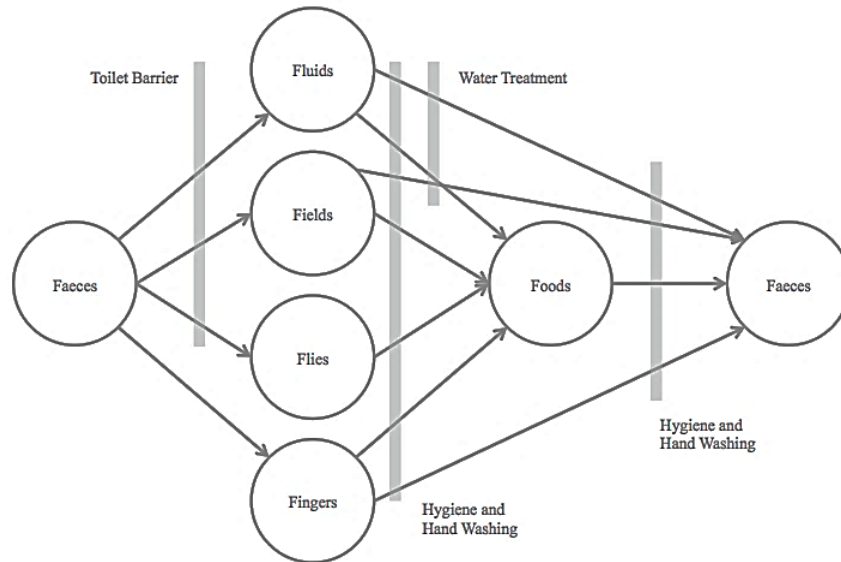 Toilet Barrier
Fluids
Water Treatment
Fields
Faeces
Foods
Faeces
Flies
Hygiene and
Hand Washing
Fingers
Hygiene and
Hand Washing